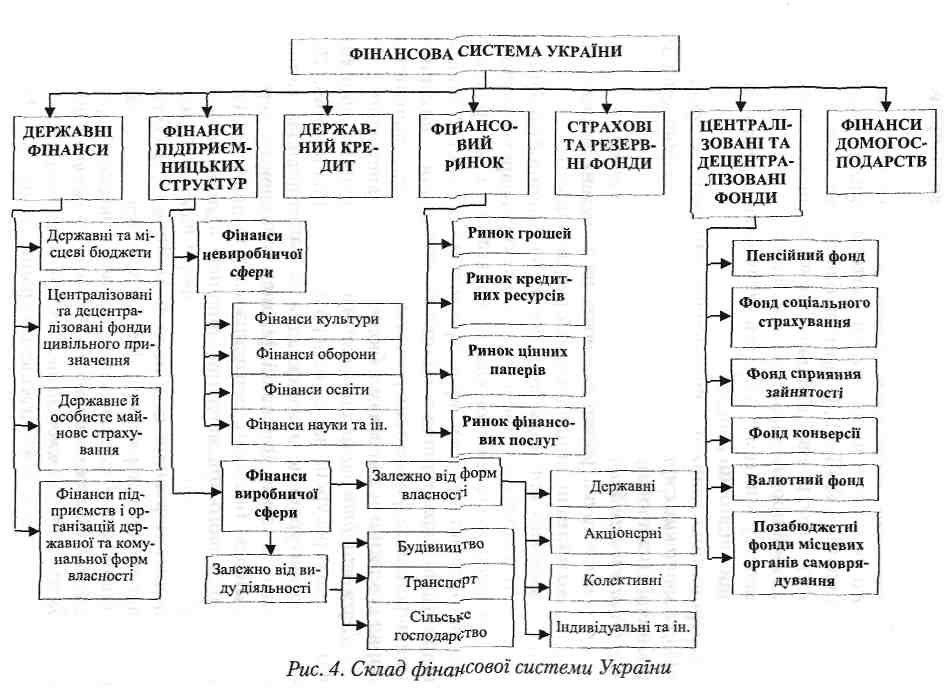 ФІНАНСОВА СИСТЕМА УКРАЇНИ
ДЕРЖАВНІ
ФІНАНСИ
ФІНАНСИ
ПІДПРИЄМ-
НИЦЬКИХ
СТРУКТУР
ДЕРЖАВ-
НИЙ КРЕ-
ДИТ
ФІНАНСО-
ВИЙ
РИНОК
СТРАХОВІ
ТА РЕЗЕРВ-
НІ ФОНДИ
ЦЕНТРАЛІ-
ЗОВАНІ ТА
ДЕЦЕНТРА-
ЛІЗОВАНІ
ФОНДИ
ФІНАНСИ
ДОМОГОС-
ПОДАРСТВ
Державні та мі-
сцеві бюджети
Централізовані
та децентра-
лізовані фонди
цивільного при-
значення
Державне й
особисте май-
нове страху-
вання
Фінанси під-
приємств і ор-
ганізацій дер-
жавної та кому-
нальної форм
власності
Фінанси
невиробничої
сфери
Фінанси культури
Фінанси оборони
Фінанси освіти
Фінанси науки та ін.
Фінанси
виробничої
сфери
Залежно від форм
власності
Державні
Акціонерні
Колективні
Індивідуальні та ін.
Залежно від ви-
ду діяльності
Будівництво
Транспорт
Сільське
господарство
Ринок грошей
Ринок кредит-
них ресурсів
Ринок цінних
паперів
Ринок фінансо-
вих послуг
Пенсійний фонд
Фонд соціального
страхування
Фонд сприяння
зайнятості
Фонд конверсії
Валютний фонд
Позабюджетні
фонди місцевих
органів самовря-
дування
Рис. 4. Склад фінансової системи України